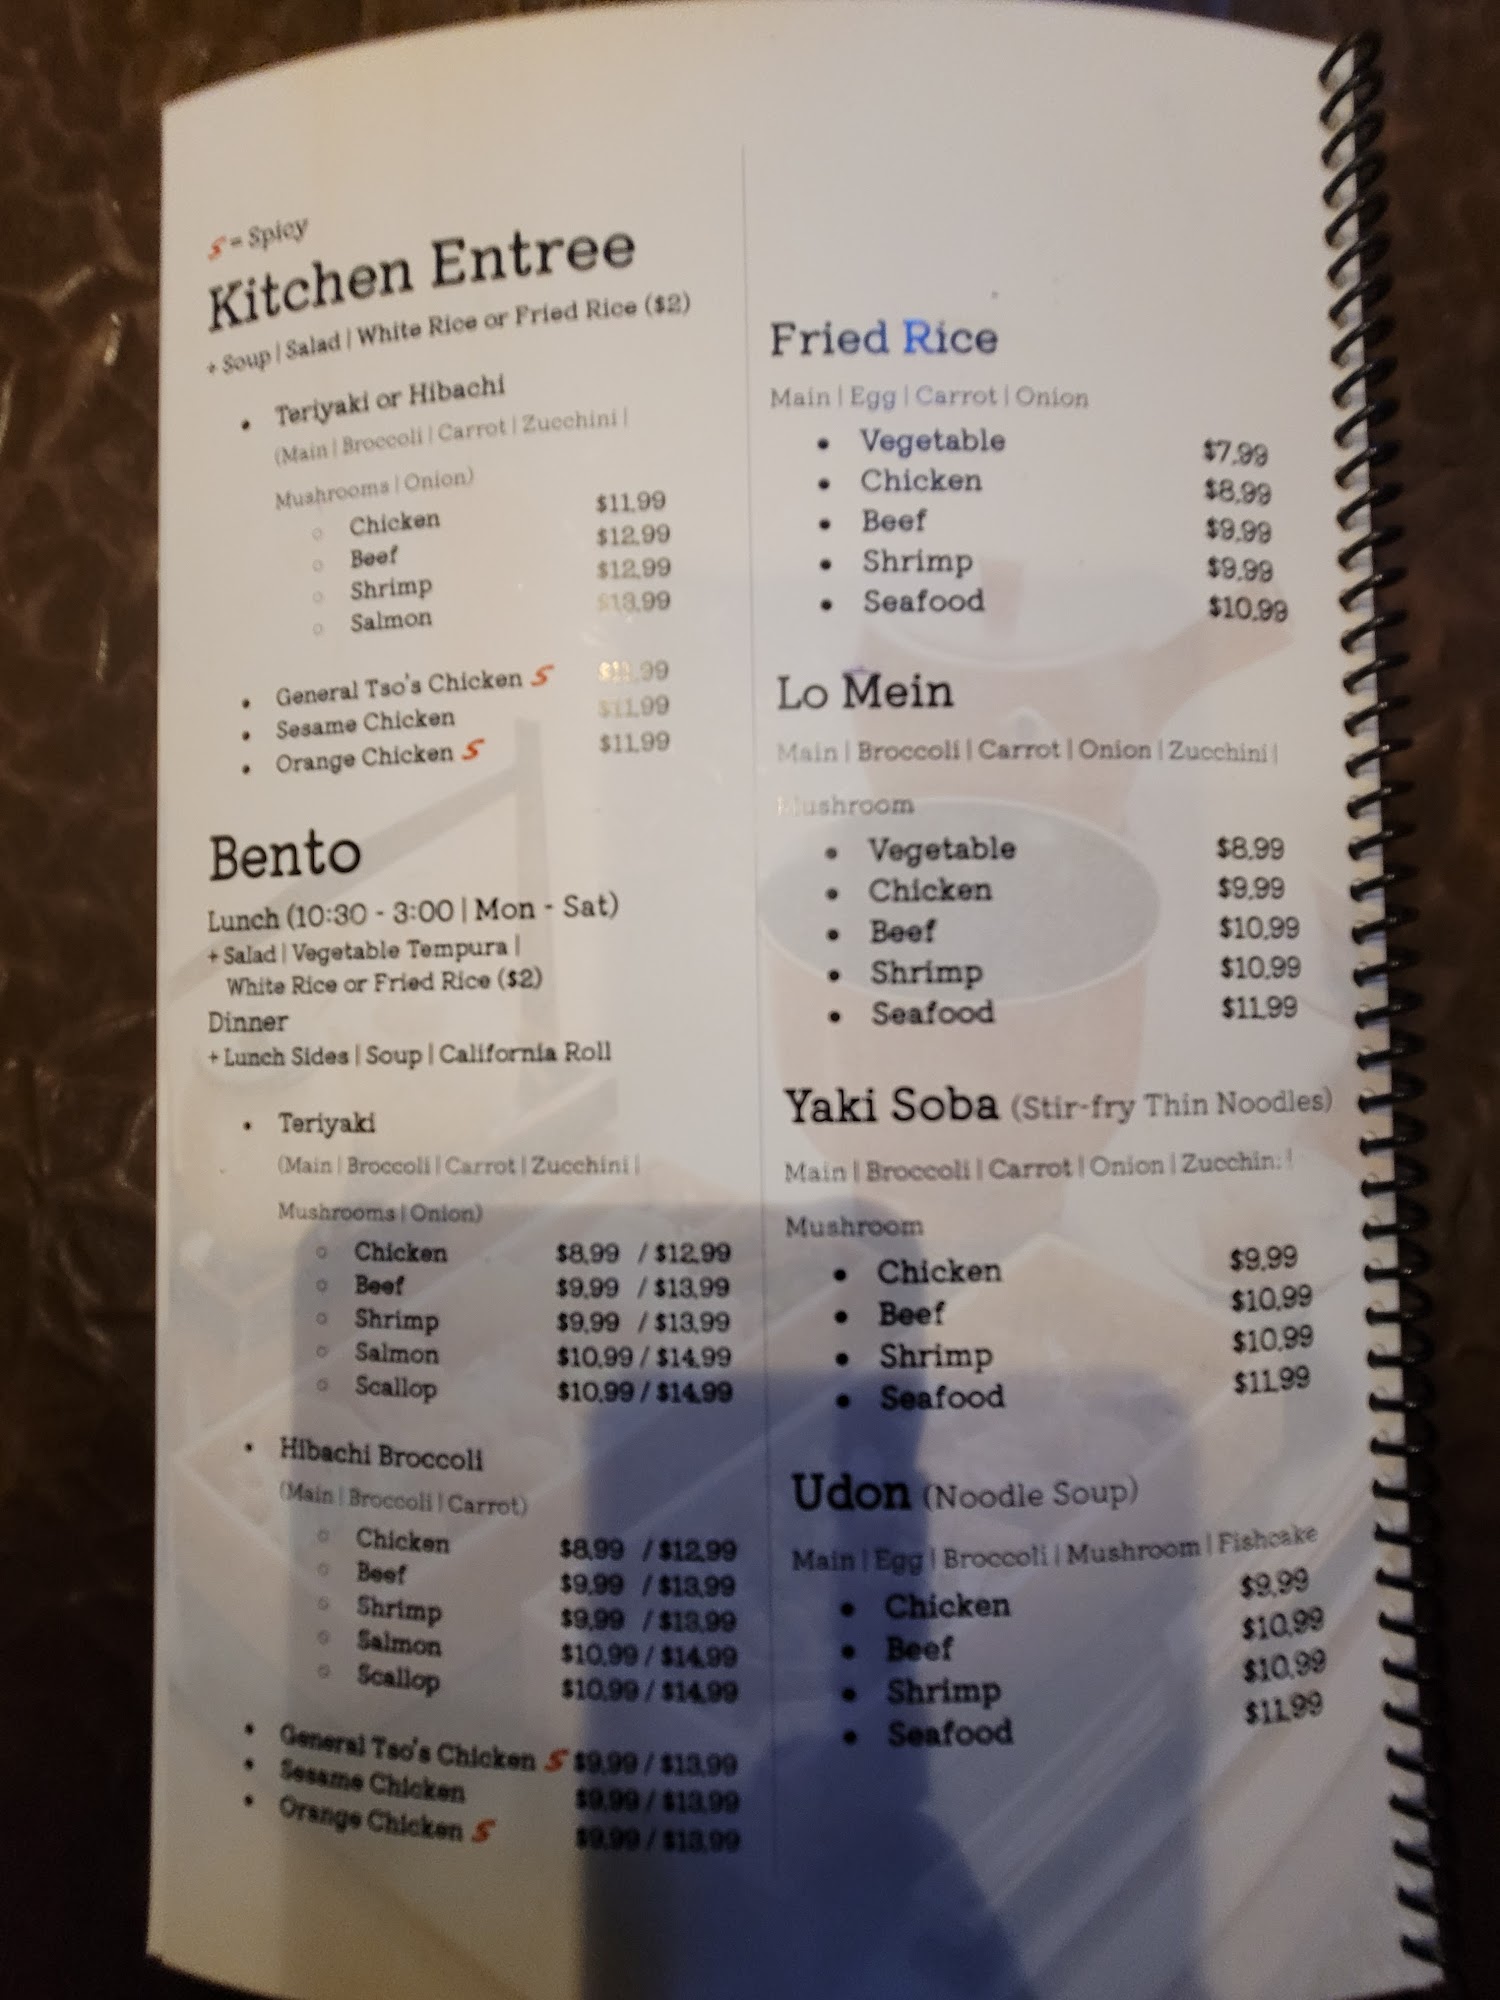 S = Spicy
Kitchen Entree
+ Soup | Salad | White Rice or Fried Rice ($2)
• Teriyaki or Hibachi
(Main | Broccoli | Carrot | Zucchini |
Mushrooms | Onion)
○ Chicken $11.99
○ Beef $12.99
○ Shrimp $12.99
○ Salmon $13.99
• General Tso's Chicken S $11.99
• Sesame Chicken $11.99
• Orange Chicken S $11.99
Bento
Lunch (10:30 - 3:00 | Mon - Sat)
+ Salad | Vegetable Tempura |
White Rice or Fried Rice ($2)
Dinner
+ Lunch Sides | Soup | California Roll
• Teriyaki
(Main | Broccoli | Carrot | Zucchini |
Mushrooms | Onion)
○ Chicken $8.99 / $12.99
○ Beef $9.99 / $13.99
○ Shrimp $9.99 / $13.99
○ Salmon $10.99 / $14.99
○ Scallop $10.99 / $14.99
• Hibachi Broccoli
(Main | Broccoli | Carrot)
○ Chicken $8.99 / $12.99
○ Beef $9.99 / $13.99
○ Shrimp $9.99 / $13.99
○ Salmon $10.99 / $14.99
○ Scallop $10.99 / $14.99
• General Tso's Chicken S $9.99 / $13.99
• Sesame Chicken $9.99 / $13.99
• Orange Chicken S $9.99 / $13.99
Fried Rice
Main | Egg | Carrot | Onion
• Vegetable $7.99
• Chicken $8.99
• Beef $9.99
• Shrimp $9.99
• Seafood $10.99
Lo Mein
Main | Broccoli | Carrot | Onion | Zucchini |
Mushroom
• Vegetable $8.99
• Chicken $9.99
• Beef $10.99
• Shrimp $10.99
• Seafood $11.99
Yaki Soba (Stir-fry Thin Noodles)
Main | Broccoli | Carrot | Onion | Zucchini |
Mushroom
• Chicken $9.99
• Beef $10.99
• Shrimp $10.99
• Seafood $11.99
Udon (Noodle Soup)
Main | Egg | Broccoli | Mushroom | Fishcake
• Chicken $9.99
• Beef $10.99
• Shrimp $10.99
• Seafood $11.99